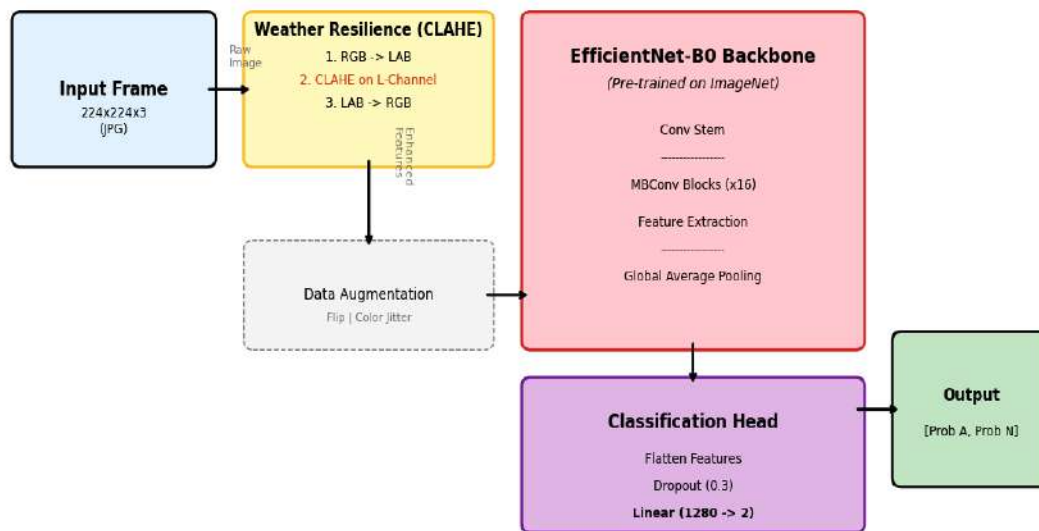 Input Frame
224x224x3
(JPG)
Raw
Image
Weather Resilience (CLAHE)
1. RGB -> LAB
2. CLAHE on L-Channel
3. LAB -> RGB
Enhanced
Features
Data Augmentation
Flip | Color Jitter
EfficientNet-B0 Backbone
(Pre-trained on ImageNet)
Conv Stem
-----------------
MBConv Blocks (x16)
Feature Extraction
-----------------
Global Average Pooling
Classification Head
Flatten Features
Dropout (0.3)
Linear (1280 -> 2)
Output
[Prob A, Prob N]